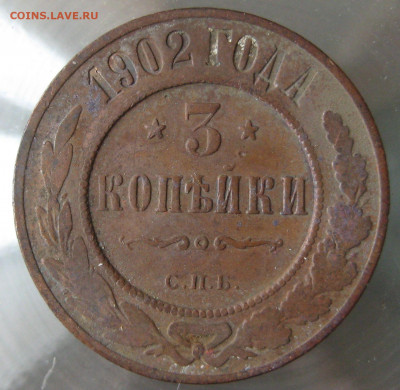 COINS.LAVE.RU
1902 ГОДА
3
КОПѢЙКИ
С.П.Б.